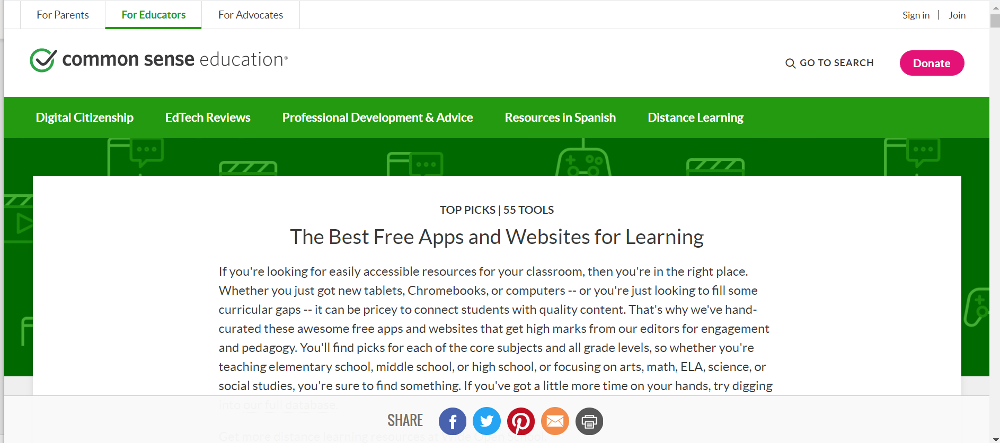 For Parents
For Educators
For Advocates
Sign in | Join
common sense education®
GO TO SEARCH
Donate
Digital Citizenship
EdTech Reviews
Professional Development & Advice
Resources in Spanish
Distance Learning
TOP PICKS | 55 TOOLS
The Best Free Apps and Websites for Learning
If you're looking for easily accessible resources for your classroom, then you're in the right place.
Whether you just got new tablets, Chromebooks, or computers -- or you're just looking to fill some
curricular gaps -- it can be pricey to connect students with quality content. That's why we've hand-
curated these awesome free apps and websites that get high marks from our editors for engagement
and pedagogy. You'll find picks for each of the core subjects and all grade levels, so whether you're
teaching elementary school, middle school, or high school, or focusing on arts, math, ELA, science, or
social studies, you're sure to find something. If you've got a little more time on your hands, try digging
into our full database.
SHARE
Get more distance learning resources at Wide Open School.